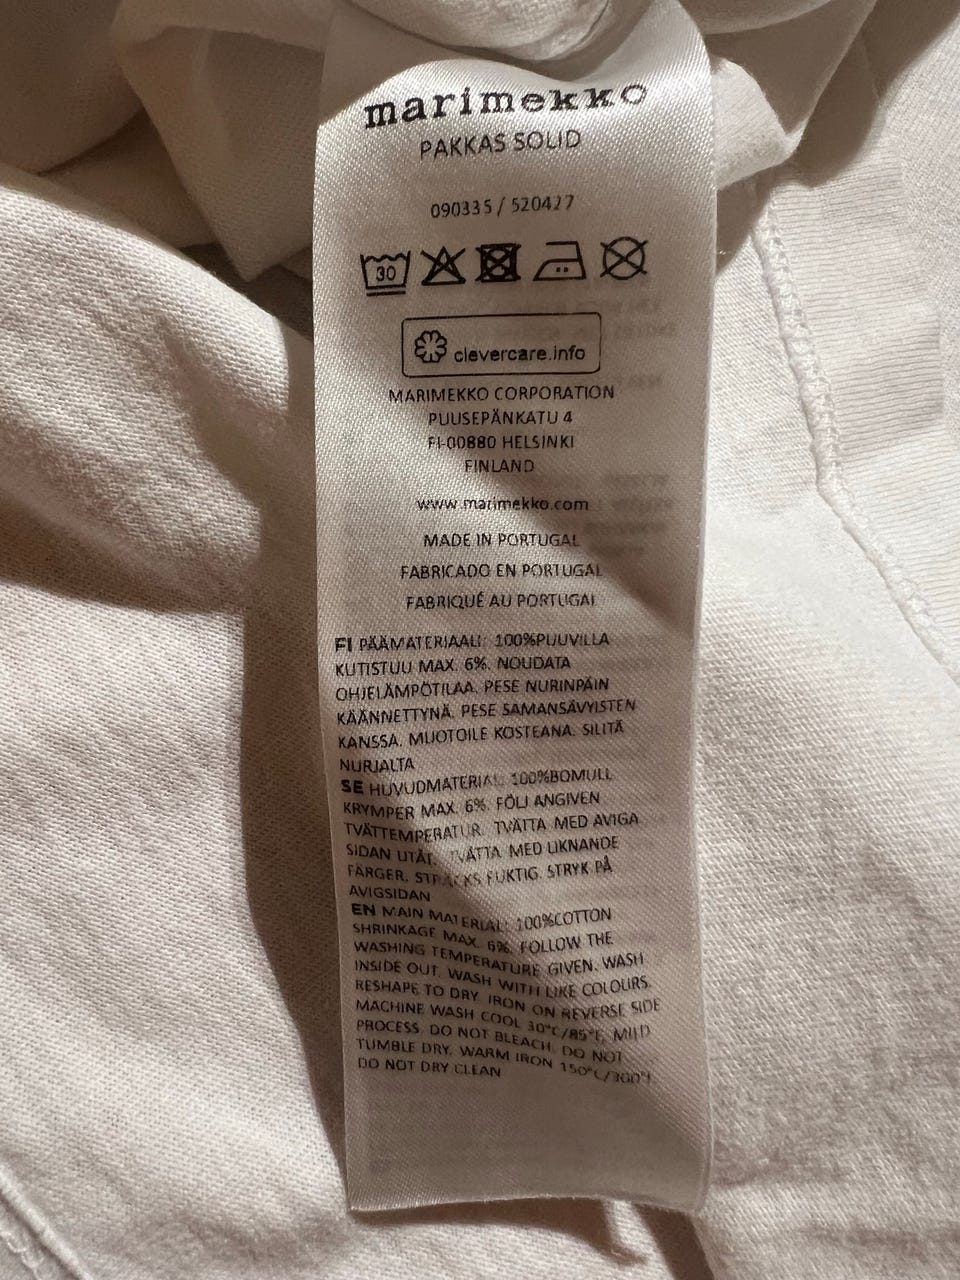 marimekko
PAKKAS SOLID
090335 / 520427
30
clevercare.info
MARIMEKKO CORPORATION
PUUSEPÄNKATU 4
FI-00880 HELSINKI
FINLAND
www.marimekko.com
MADE IN PORTUGAL
FABRICADO EN PORTUGAL
FABRIQUÉ AU PORTUGAL
FI PÄÄMATERIAALI: 100%PUUVILLA
KUTISTUU MAX. 6%. NOUDATA
OHJELÄMPÖTILAA. PESE NURINPÄIN
KÄÄNNETTYNÄ. PESE SAMANSÄVYISTEN
KANSSA. MUOTOILE KOSTEANA. SILITÄ
NURJALTA
SE HUVUDMATERIAL: 100%BOMULL
KRYMPER MAX. 6%. FÖLJ ANGIVEN
TVÄTTEMPERATUR. TVÄTTA MED AVIGA
SIDAN UTÅT. TVÄTTA MED LIKNANDE
FÄRGER. STRÄCKS FUKTIG. STRYK PÅ
AVIGSIDAN
EN MAIN MATERIAL: 100%COTTON
SHRINKAGE MAX. 6%. FOLLOW THE
WASHING TEMPERATURE GIVEN. WASH
INSIDE OUT. WASH WITH LIKE COLOURS.
RESHAPE TO DRY. IRON ON REVERSE SIDE
MACHINE WASH COOL 30°C/85°F, MILD
PROCESS. DO NOT BLEACH. DO NOT
TUMBLE DRY. WARM IRON 150°C/300°F
DO NOT DRY CLEAN